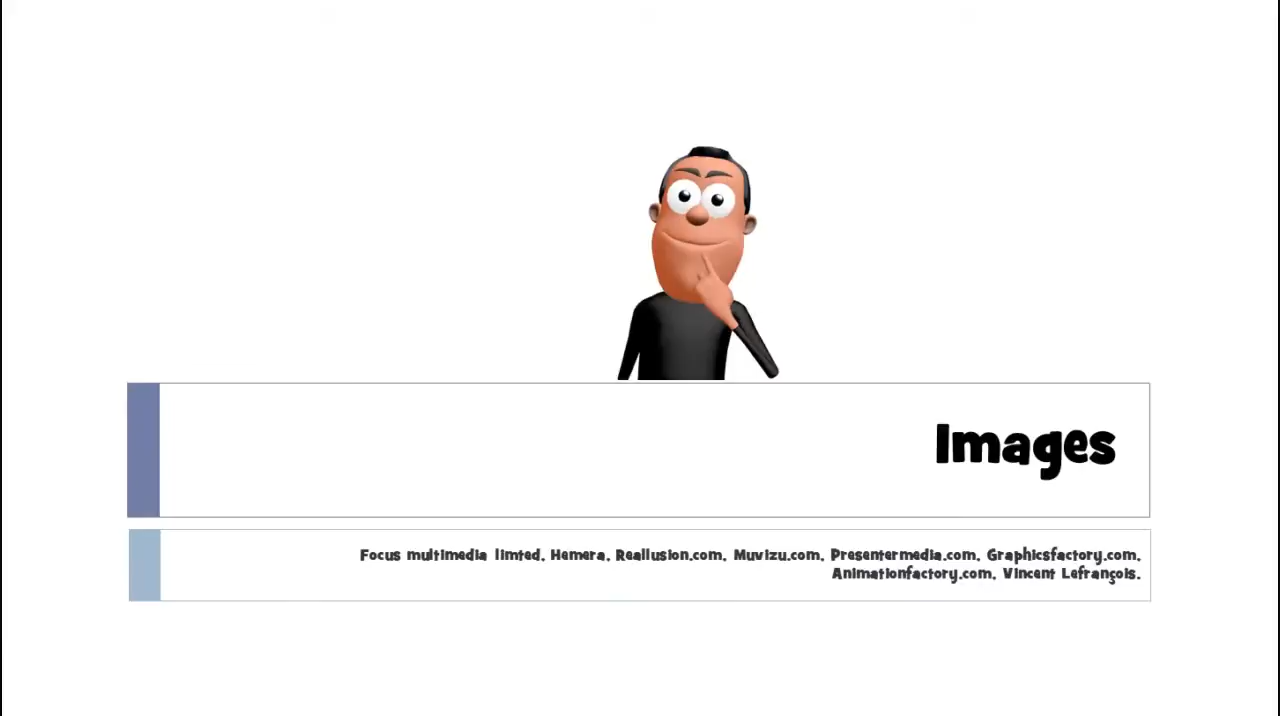 Images
Focus multimedia limted, Hemera, Reallusion.com, Muvizu.com, Presentermedia.com, Graphicsfactory.com,
Animationfactory.com, Vincent Lefrançois.